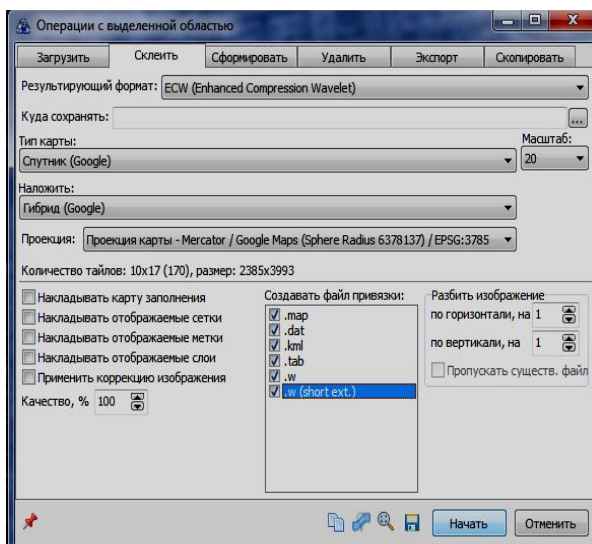 Операции с выделенной областью
Загрузить Склеить Сформировать Удалить Экспорт Скопировать
Результирующий формат: ECW (Enhanced Compression Wavelet)
Куда сохранять: ...
Тип карты: Масштаб:
Спутник (Google) 20
Наложить:
Гибрид (Google)
Проекция: Проекция карты - Mercator / Google Maps (Sphere Radius 6378137) / EPSG:3785
Количество тайлов: 10x17 (170), размер: 2385x3993
Накладывать карту заполнения
Накладывать отображаемые сетки
Накладывать отображаемые метки
Накладывать отображаемые слои
Применить коррекцию изображения
Качество, % 100
Создавать файл привязки:
.map
.dat
.kml
.tab
.w
.w (short ext.)
Разбить изображение
по горизонтали, на 1
по вертикали, на 1
Пропускать существ. файл
Начать Отменить